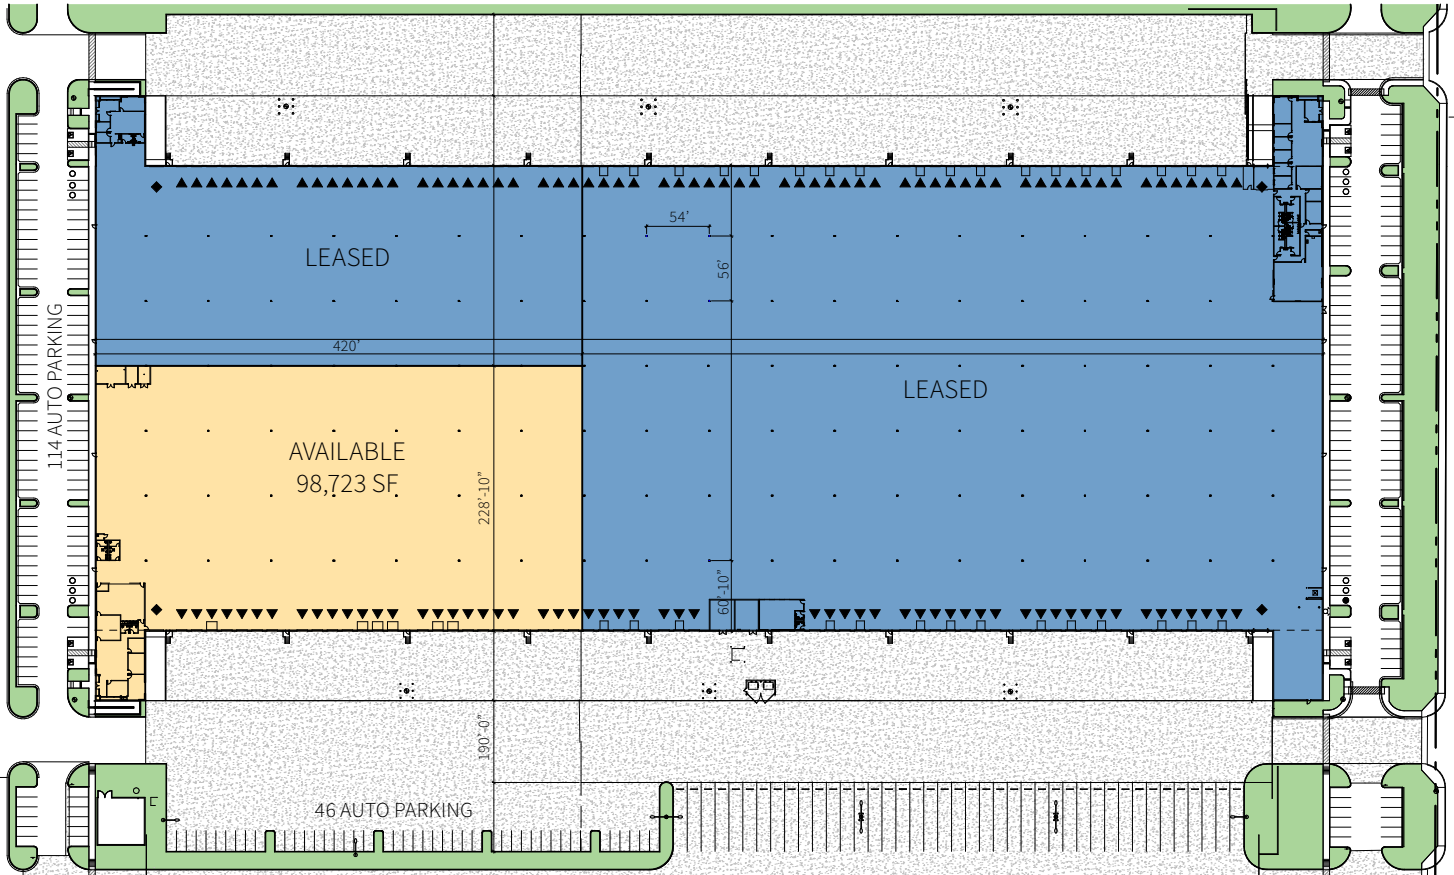 54’
LEASED
56’
420’
114 AUTO PARKING
LEASED
AVAILABLE
98,723 SF
228’-10”
60’-10”
190’-0”
46 AUTO PARKING